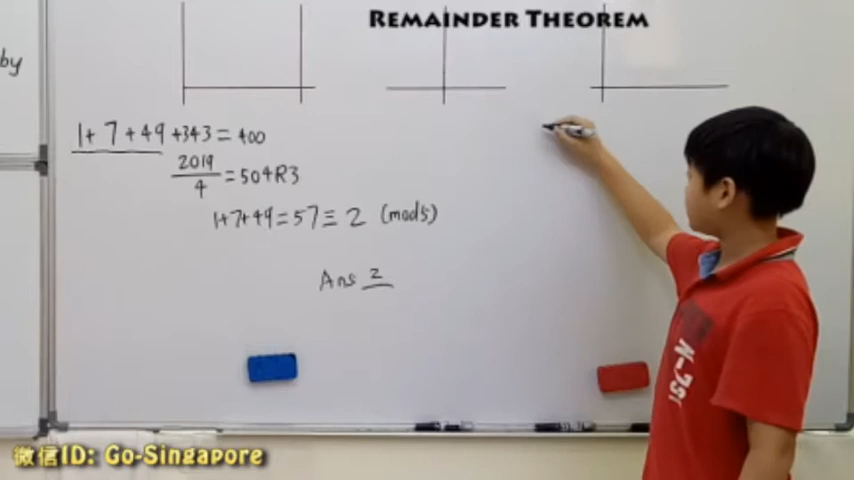 REMAINDER THEOREM
by
1+ 7 + 49 + 343 = 400
2019
4
= 504R3
1+7+49 = 57 ≡ 2 (mod5)
Ans 2
微信ID: Go-Singapore